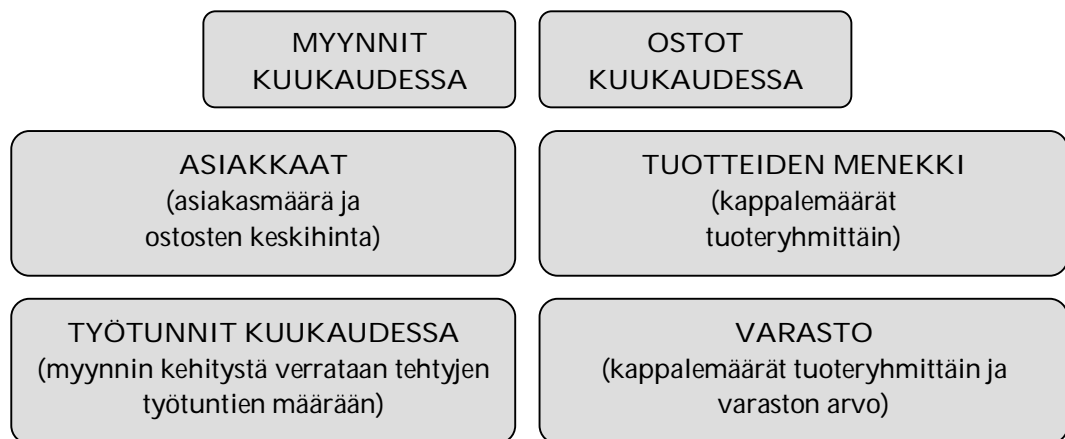 MYYNNIT
KUUKAUDESSA
OSTOT
KUUKAUDESSA
ASIAKKAAT
(asiakasmäärä ja
ostosten keskihinta)
TUOTTEIDEN MENEKKI
(kappalemäärät
tuoteryhmittäin)
TYÖTUNNIT KUUKAUDESSA
(myynnin kehitystä verrataan tehtyjen
työtuntien määrään)
VARASTO
(kappalemäärät tuoteryhmittäin ja
varaston arvo)